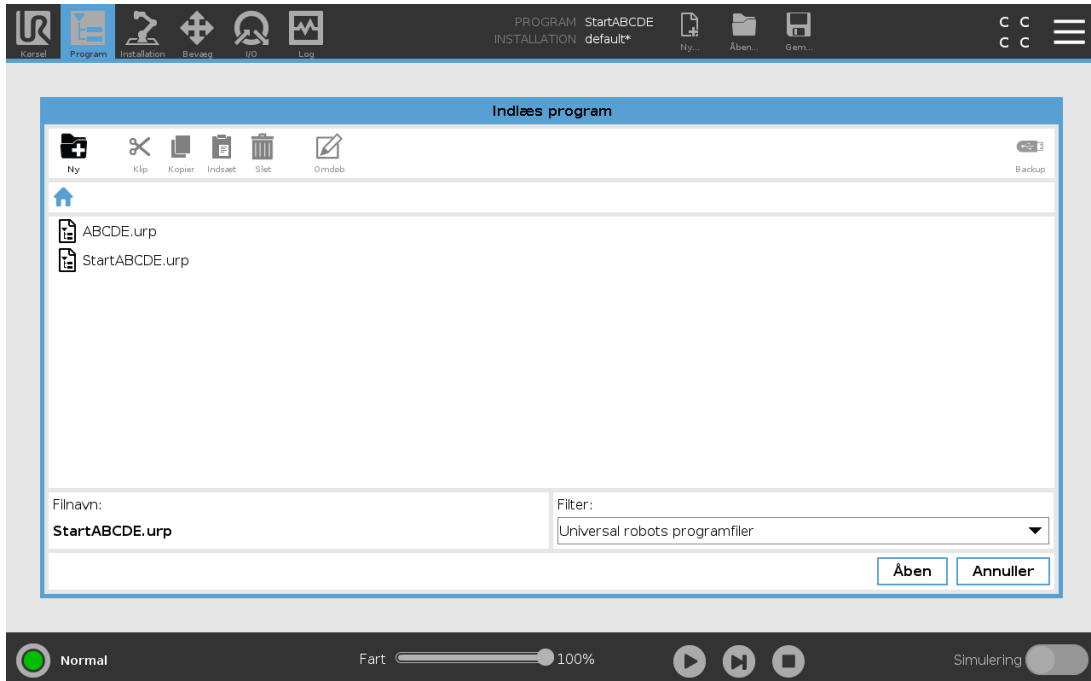 PROGRAM StartABCDE
INSTALLATION default*
UR
Kørsel
Program
Installation
Bevæg
I/O
Log
Ny...
Åben...
Gem...
C C
C C
Indlæs program
Ny
Klip
Kopier
Indsæt
Slet
Omdøb
Backup
ABCDE.urp
StartABCDE.urp
Filnavn:
StartABCDE.urp
Filter:
Universal robots programfiler
Åben
Annuller
Normal
Fart
100%
Simulering